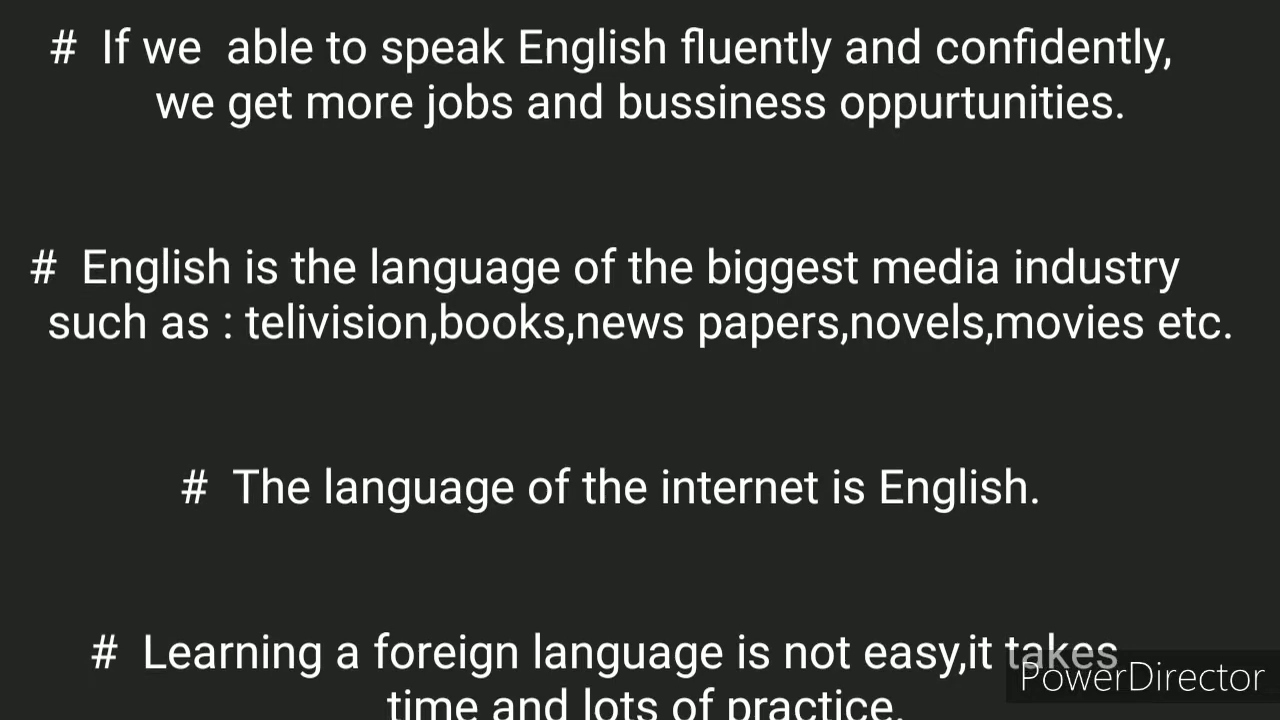 # If we able to speak English fluently and confidently,
we get more jobs and bussiness oppurtunities.
# English is the language of the biggest media industry
such as : telivision,books,news papers,novels,movies etc.
# The language of the internet is English.
# Learning a foreign language is not easy,it takes
time and lots of practice.
PowerDirector